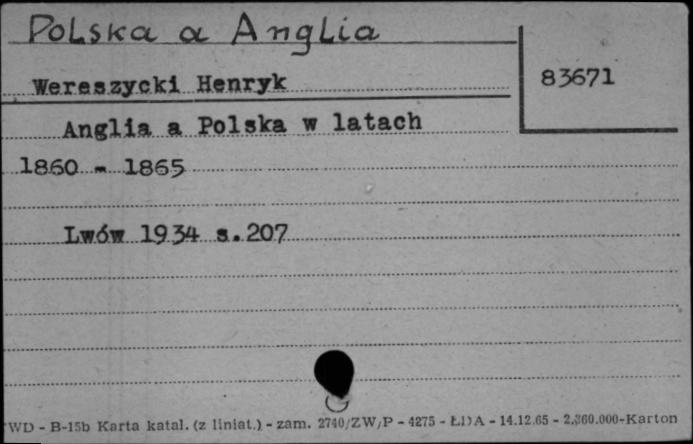 Polska a Anglia
83671
Wereszycki Henryk
Anglia a Polska w latach
1860 - 1865
Lwów 1934 s.207
WD - B-15b Karta katal. (z liniat.) - zam. 2740/ZW/P - 4275 - ŁDA - 14.12.65 - 2.360.000-Karton